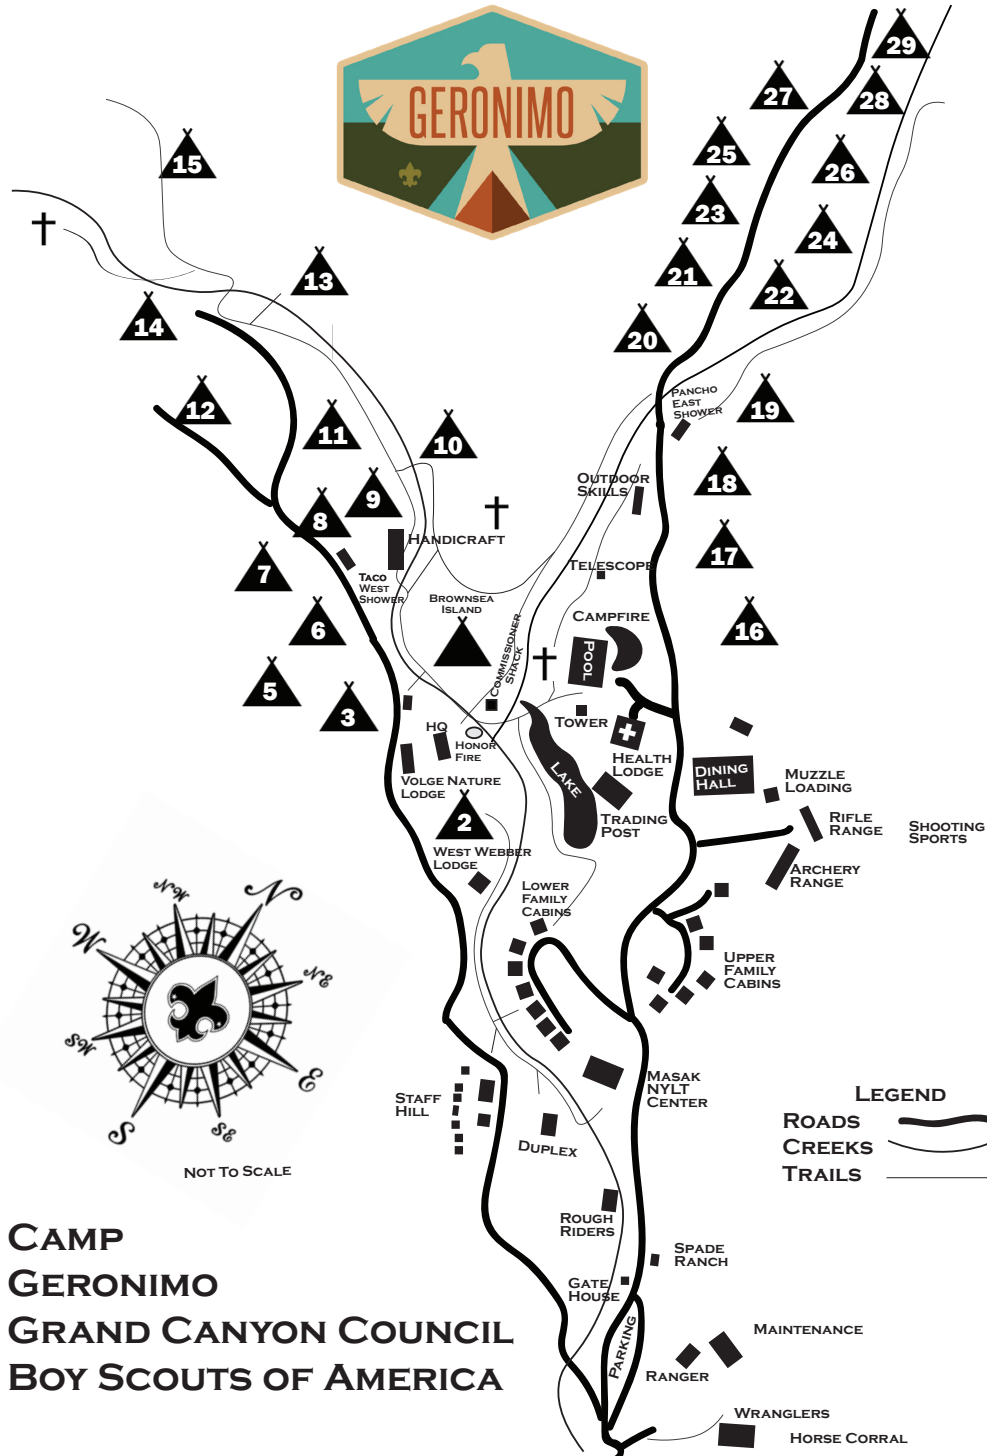 GERONIMO
29
27
28
25
26
15
23
24
21
22
13
14
20
PANCHO
EAST
SHOWER
12
19
11
10
OUTDOOR
SKILLS
18
9
8
HANDICRAFT
17
7
TACO
WEST
SHOWER
TELESCOPE
BROWNSEA
ISLAND
COMMISSIONER
SHACK
CAMPFIRE
6
16
POOL
5
3
HQ
HONOR
FIRE
TOWER
HEALTH
LODGE
LAKE
DINING
HALL
MUZZLE
LOADING
VOLGE NATURE
LODGE
TRADING
POST
2
RIFLE
RANGE
SHOOTING
SPORTS
WEST WEBBER
LODGE
ARCHERY
RANGE
LOWER
FAMILY
CABINS
UPPER
FAMILY
CABINS
NW
N
W
NE
SW
E
S
SE
NOT TO SCALE
STAFF
HILL
MASAK
NYLT
CENTER
DUPLEX
LEGEND
ROADS
CREEKS
TRAILS
ROUGH
RIDERS
SPADE
RANCH
GATE
HOUSE
PARKING
MAINTENANCE
RANGER
WRANGLERS
HORSE CORRAL
CAMP
GERONIMO
GRAND CANYON COUNCIL
BOY SCOUTS OF AMERICA